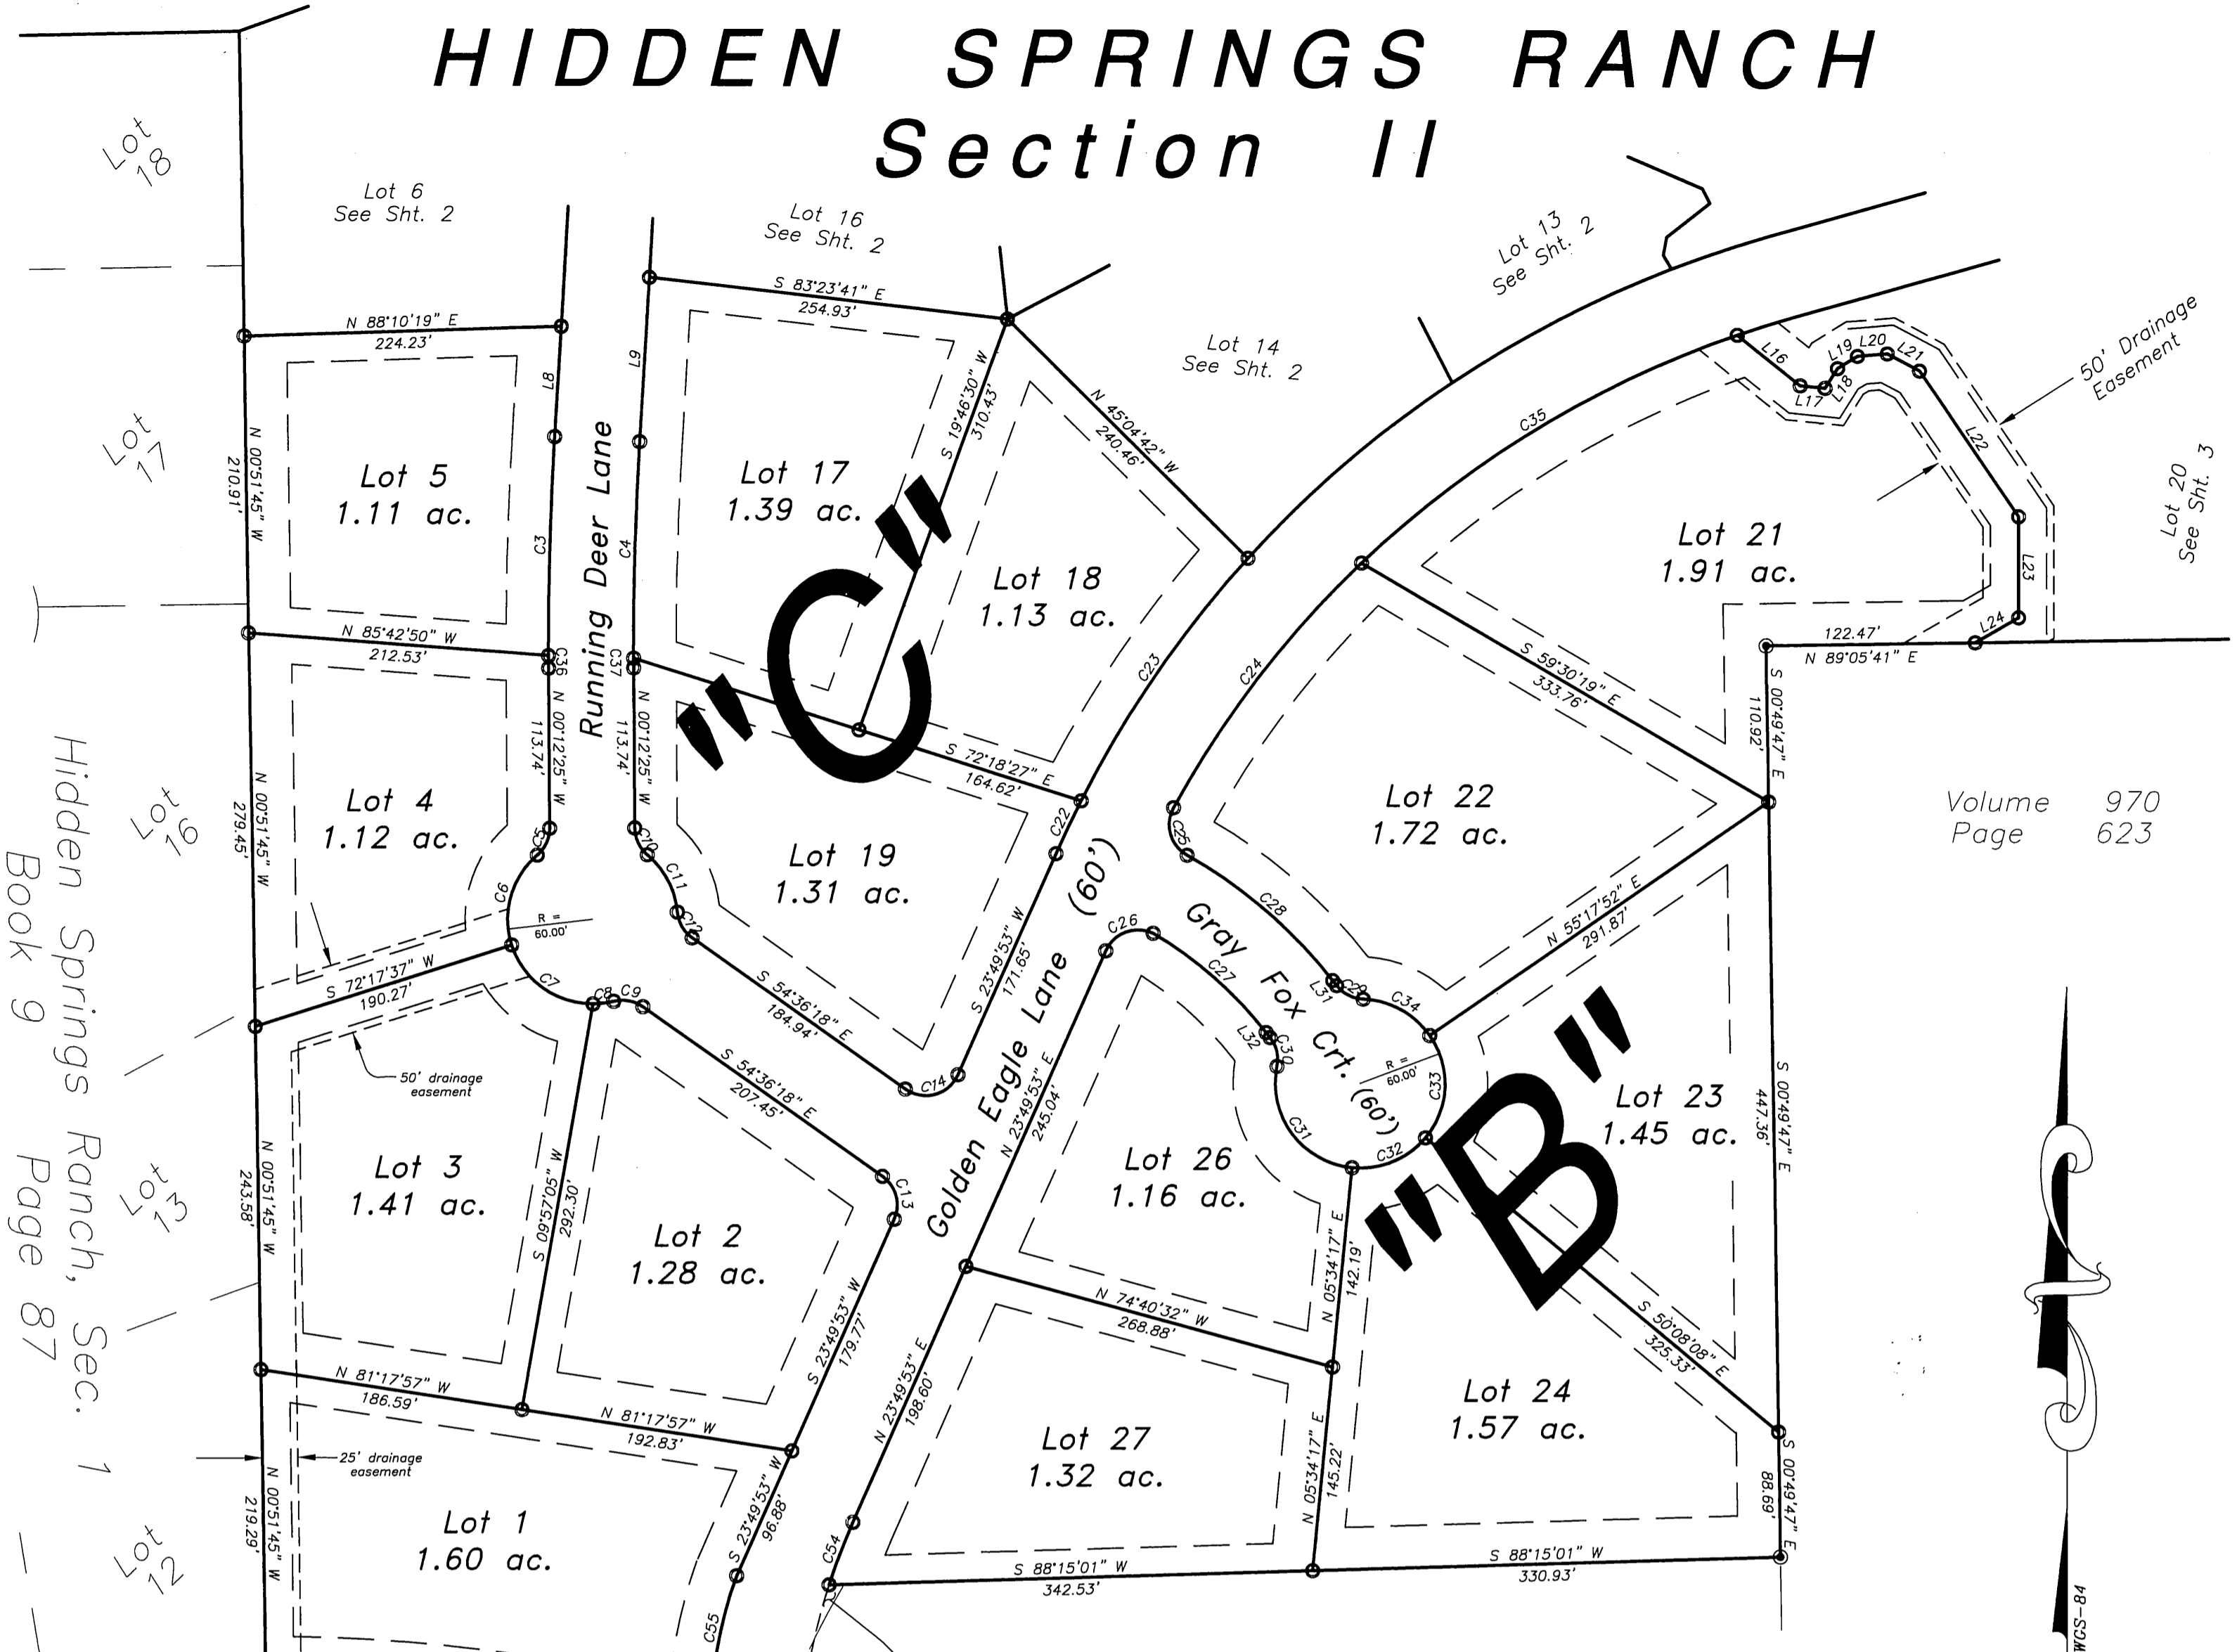 HIDDEN SPRINGS RANCH
Section II
Lot
18
Lot 6
See Sht. 2
Lot 16
See Sht. 2
Lot 13
See Sht. 2
Lot 14
See Sht. 2
S 83°23'41" E
254.93'
N 88°10'19" E
224.23'
L8
L9
S 19°46'30" W
310.43'
N 45°04'42" W
240.46'
C35
L16
L17
L18
L19
L20
L21
L22
L23
L24
50' Drainage
Easement
Lot
17
N 00°51'45" W
210.91'
Lot 5
1.11 ac.
C3
Running Deer Lane
C4
Lot 17
1.39 ac.
"C"
Lot 18
1.13 ac.
Lot 21
1.91 ac.
Lot 20
See Sht. 3
N 85°42'50" W
212.53'
C36
C37
C23
C24
S 59°30'19" E
333.76'
122.47'
N 89°05'41" E
S 00°49'47" E
110.92'
N 00°12'25" W
113.74'
N 00°12'25" W
113.74'
S 72°18'27" E
164.62'
Lot
16
N 00°51'45" W
279.45'
Lot 4
1.12 ac.
C5
C10
C6
C11
C12
Lot 19
1.31 ac.
C22
C25
Lot 22
1.72 ac.
Volume 970
Page 623
R =
60.00'
S 72°17'37" W
190.27'
C7
C8
C9
S 54°36'18" E
184.94'
S 23°49'53" W
171.65'
C14
Golden Eagle Lane (60')
C26
C27
C28
Gray Fox Crt. (60')
L31
C29
C34
L32
C30
N 55°17'52" E
291.87'
R =
60.00'
C33
C31
C32
"B"
Lot 23
1.45 ac.
S 00°49'47" E
447.36'
50' drainage
easement
S 54°36'18" E
207.45'
N 23°49'53" E
245.04'
Hidden Springs Ranch, Sec. 1
Book 9 Page 87
Lot
13
N 00°51'45" W
243.58'
Lot 3
1.41 ac.
S 09°57'05" W
292.30'
Lot 2
1.28 ac.
C13
S 23°49'53" W
179.77'
Lot 26
1.16 ac.
N 05°34'17" E
142.19'
N 74°40'32" W
268.88'
S 50°08'08" E
325.33'
N 81°17'57" W
186.59'
N 81°17'57" W
192.83'
N 23°49'53" E
198.60'
Lot 24
1.57 ac.
Lot 27
1.32 ac.
N 05°34'17" E
145.22'
25' drainage
easement
S 23°49'53" W
96.88'
S 00°49'47" E
88.69'
Lot
12
N 00°51'45" W
219.29'
Lot 1
1.60 ac.
C54
C55
S 88°15'01" W
342.53'
S 88°15'01" W
330.93'
WGS-84